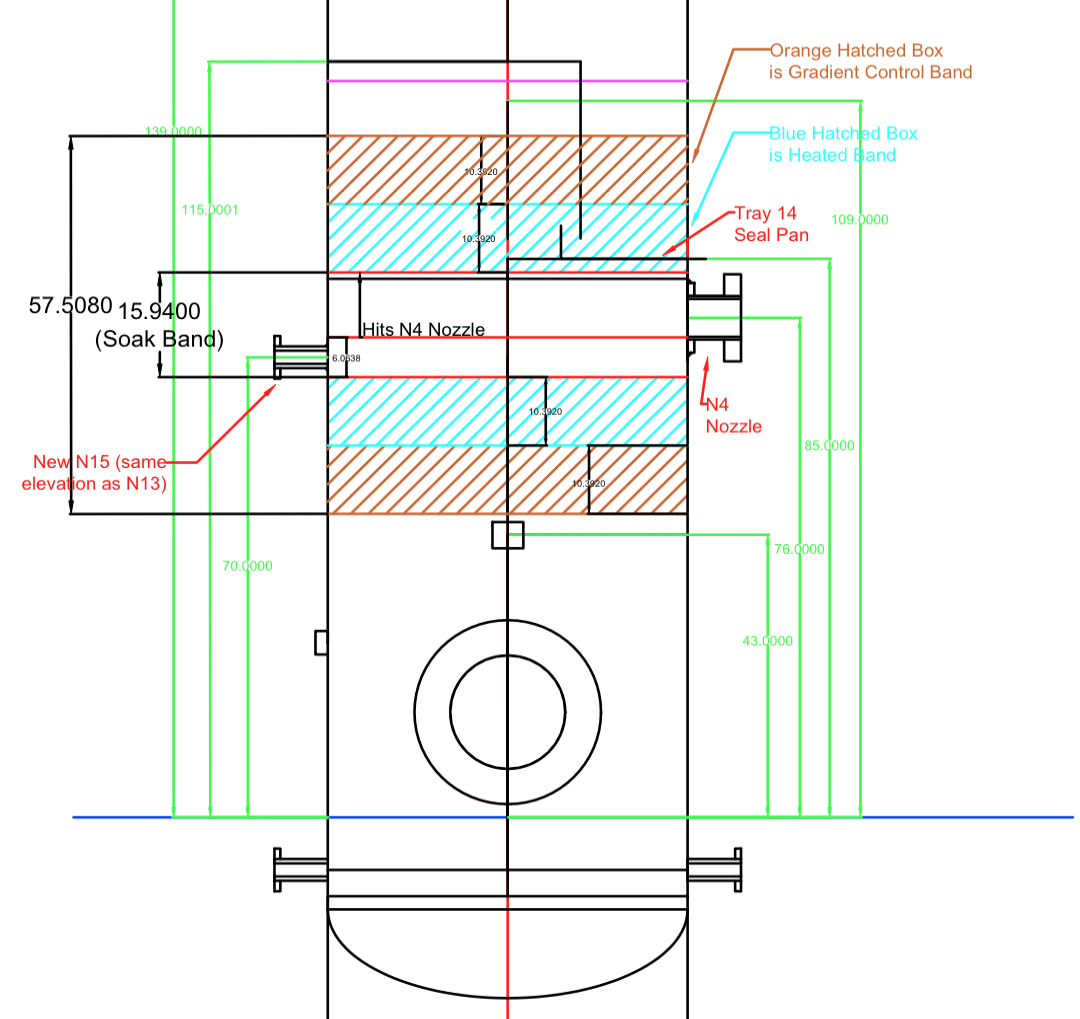 Orange Hatched Box
is Gradient Control Band
139.0000
Blue Hatched Box
is Heated Band
10.3920
115.0001
Tray 14
Seal Pan
109.0000
10.3920
57.5080
15.9400
(Soak Band)
Hits N4 Nozzle
6.0638
N4
Nozzle
10.3920
85.0000
New N15 (same
elevation as N13)
10.3920
76.0000
70.0000
43.0000